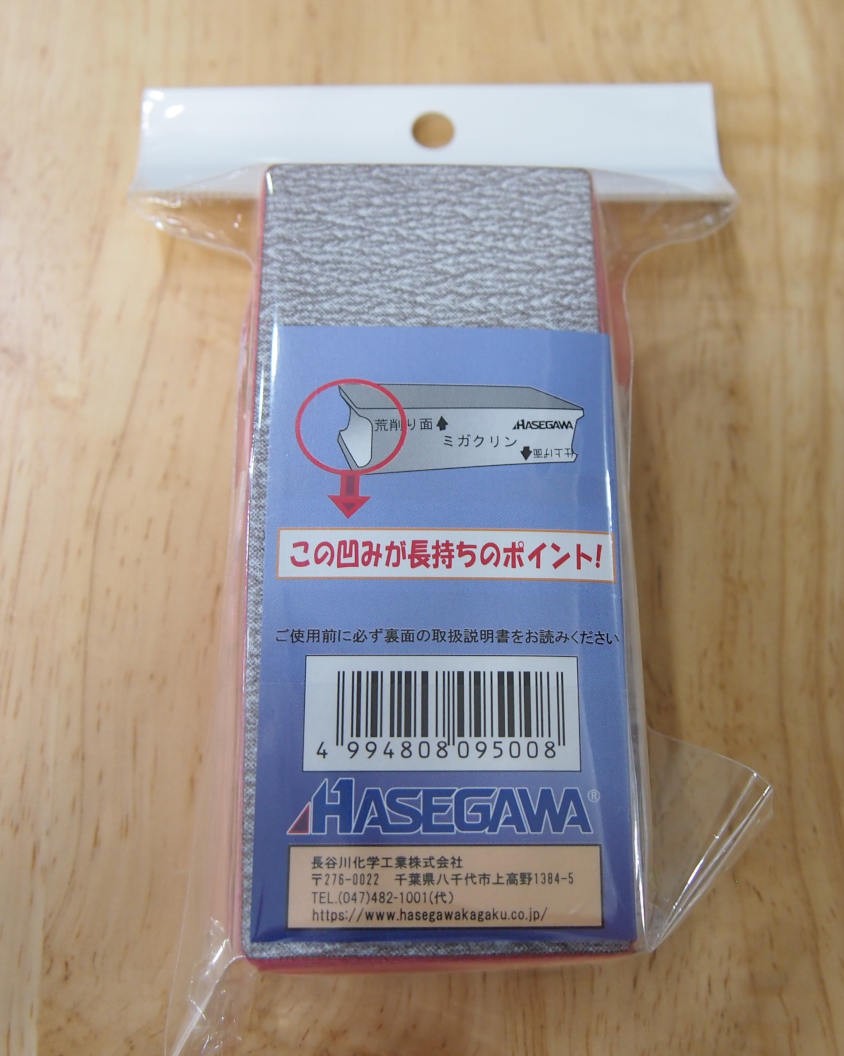 荒削り面
HASEGAWA
ミガクリン
仕上げ面
この凹みが長持ちのポイント!
ご使用前に必ず裏面の取扱説明書をお読みください
4 994808 095008
HASEGAWA®
長谷川化学工業株式会社
〒276-0022 千葉県八千代市上高野1384-5
TEL.(047)482-1001(代)
https://www.hasegawakagaku.co.jp/